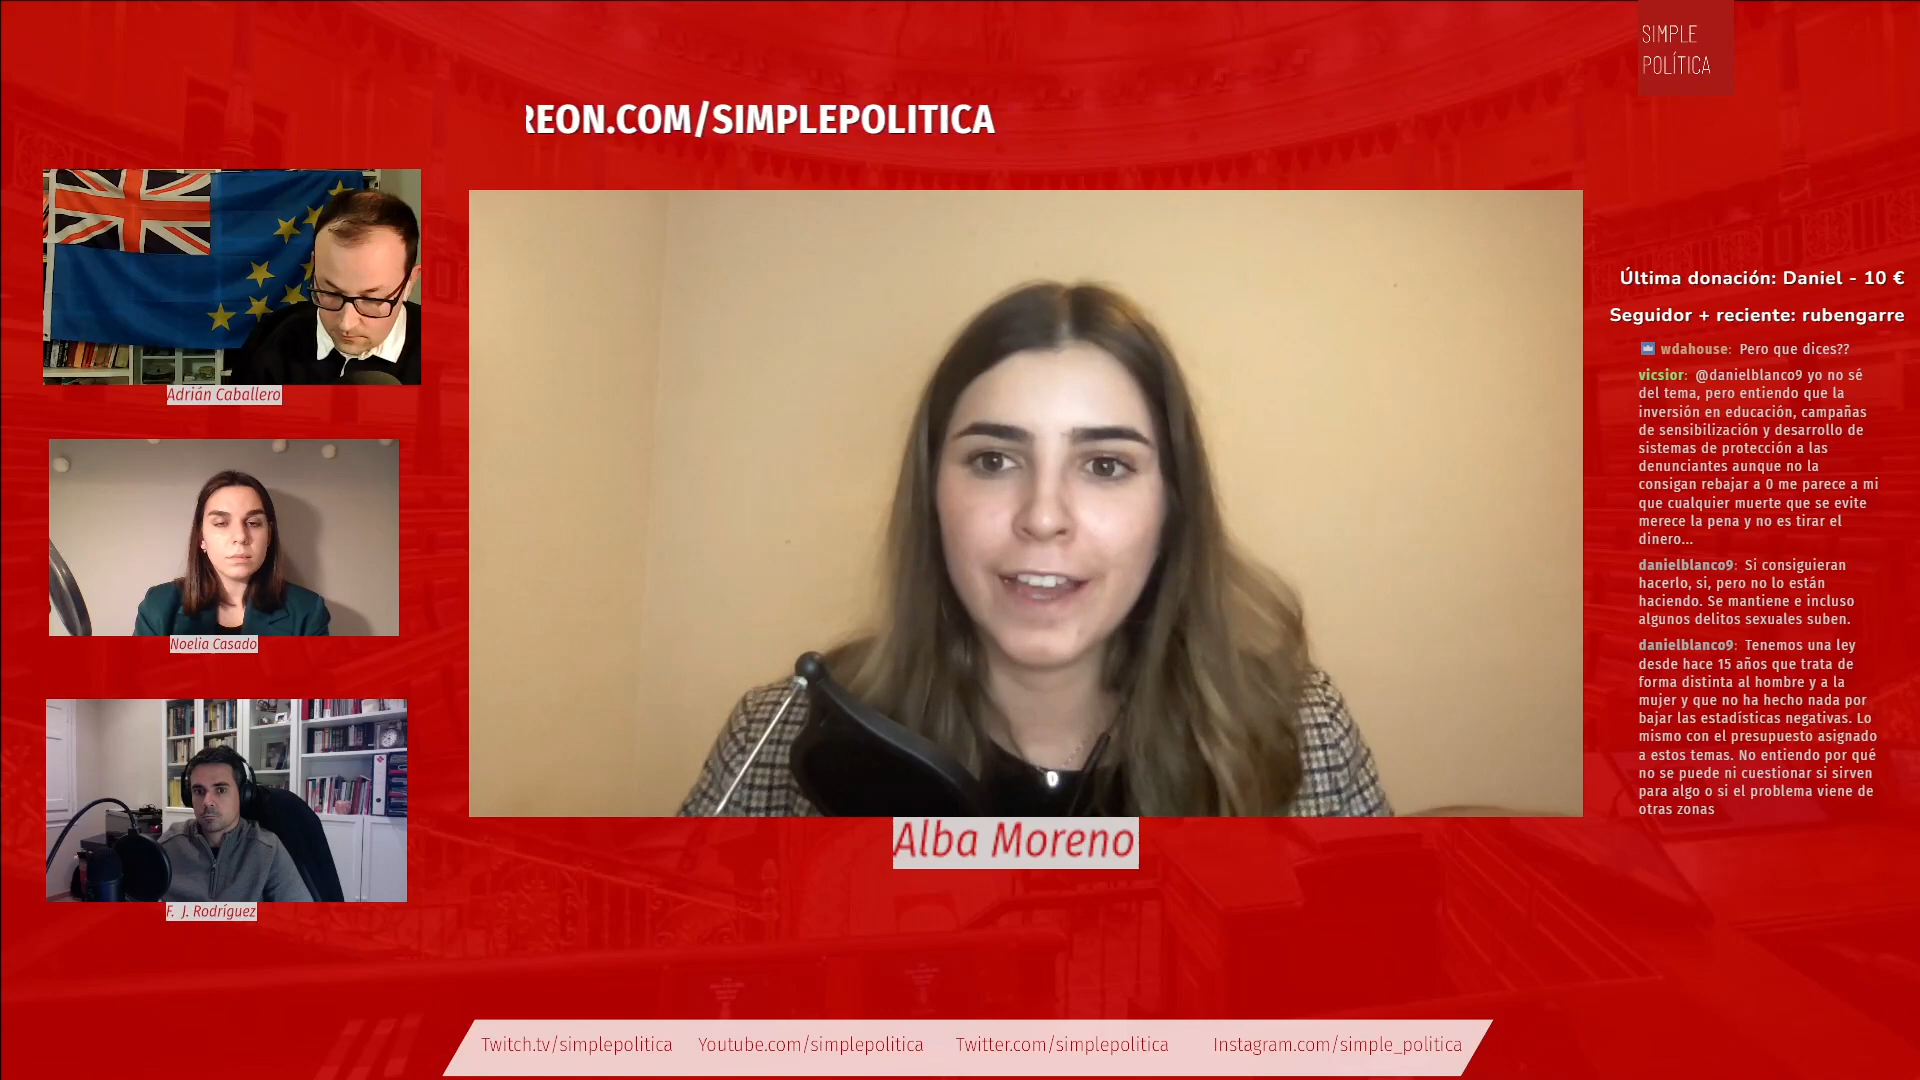 SIMPLE
POLÍTICA
REON.COM/SIMPLEPOLITICA
Adrián Caballero
Noelia Casado
F. J. Rodríguez
Alba Moreno
Última donación: Daniel - 10 €
Seguidor + reciente: rubengarre
wdahouse: Pero que dices??
vicsior: @danielblanco9 yo no sé
del tema, pero entiendo que la
inversión en educación, campañas
de sensibilización y desarrollo de
sistemas de protección a las
denunciantes aunque no la
consigan rebajar a 0 me parece a mi
que cualquier muerte que se evite
merece la pena y no es tirar el
dinero...
danielblanco9: Si consiguieran
hacerlo, si, pero no lo están
haciendo. Se mantiene e incluso
algunos delitos sexuales suben.
danielblanco9: Tenemos una ley
desde hace 15 años que trata de
forma distinta al hombre y a la
mujer y que no ha hecho nada por
bajar las estadísticas negativas. Lo
mismo con el presupuesto asignado
a estos temas. No entiendo por qué
no se puede ni cuestionar si sirven
para algo o si el problema viene de
otras zonas
Twitch.tv/simplepolitica Youtube.com/simplepolitica Twitter.com/simplepolitica Instagram.com/simple_politica